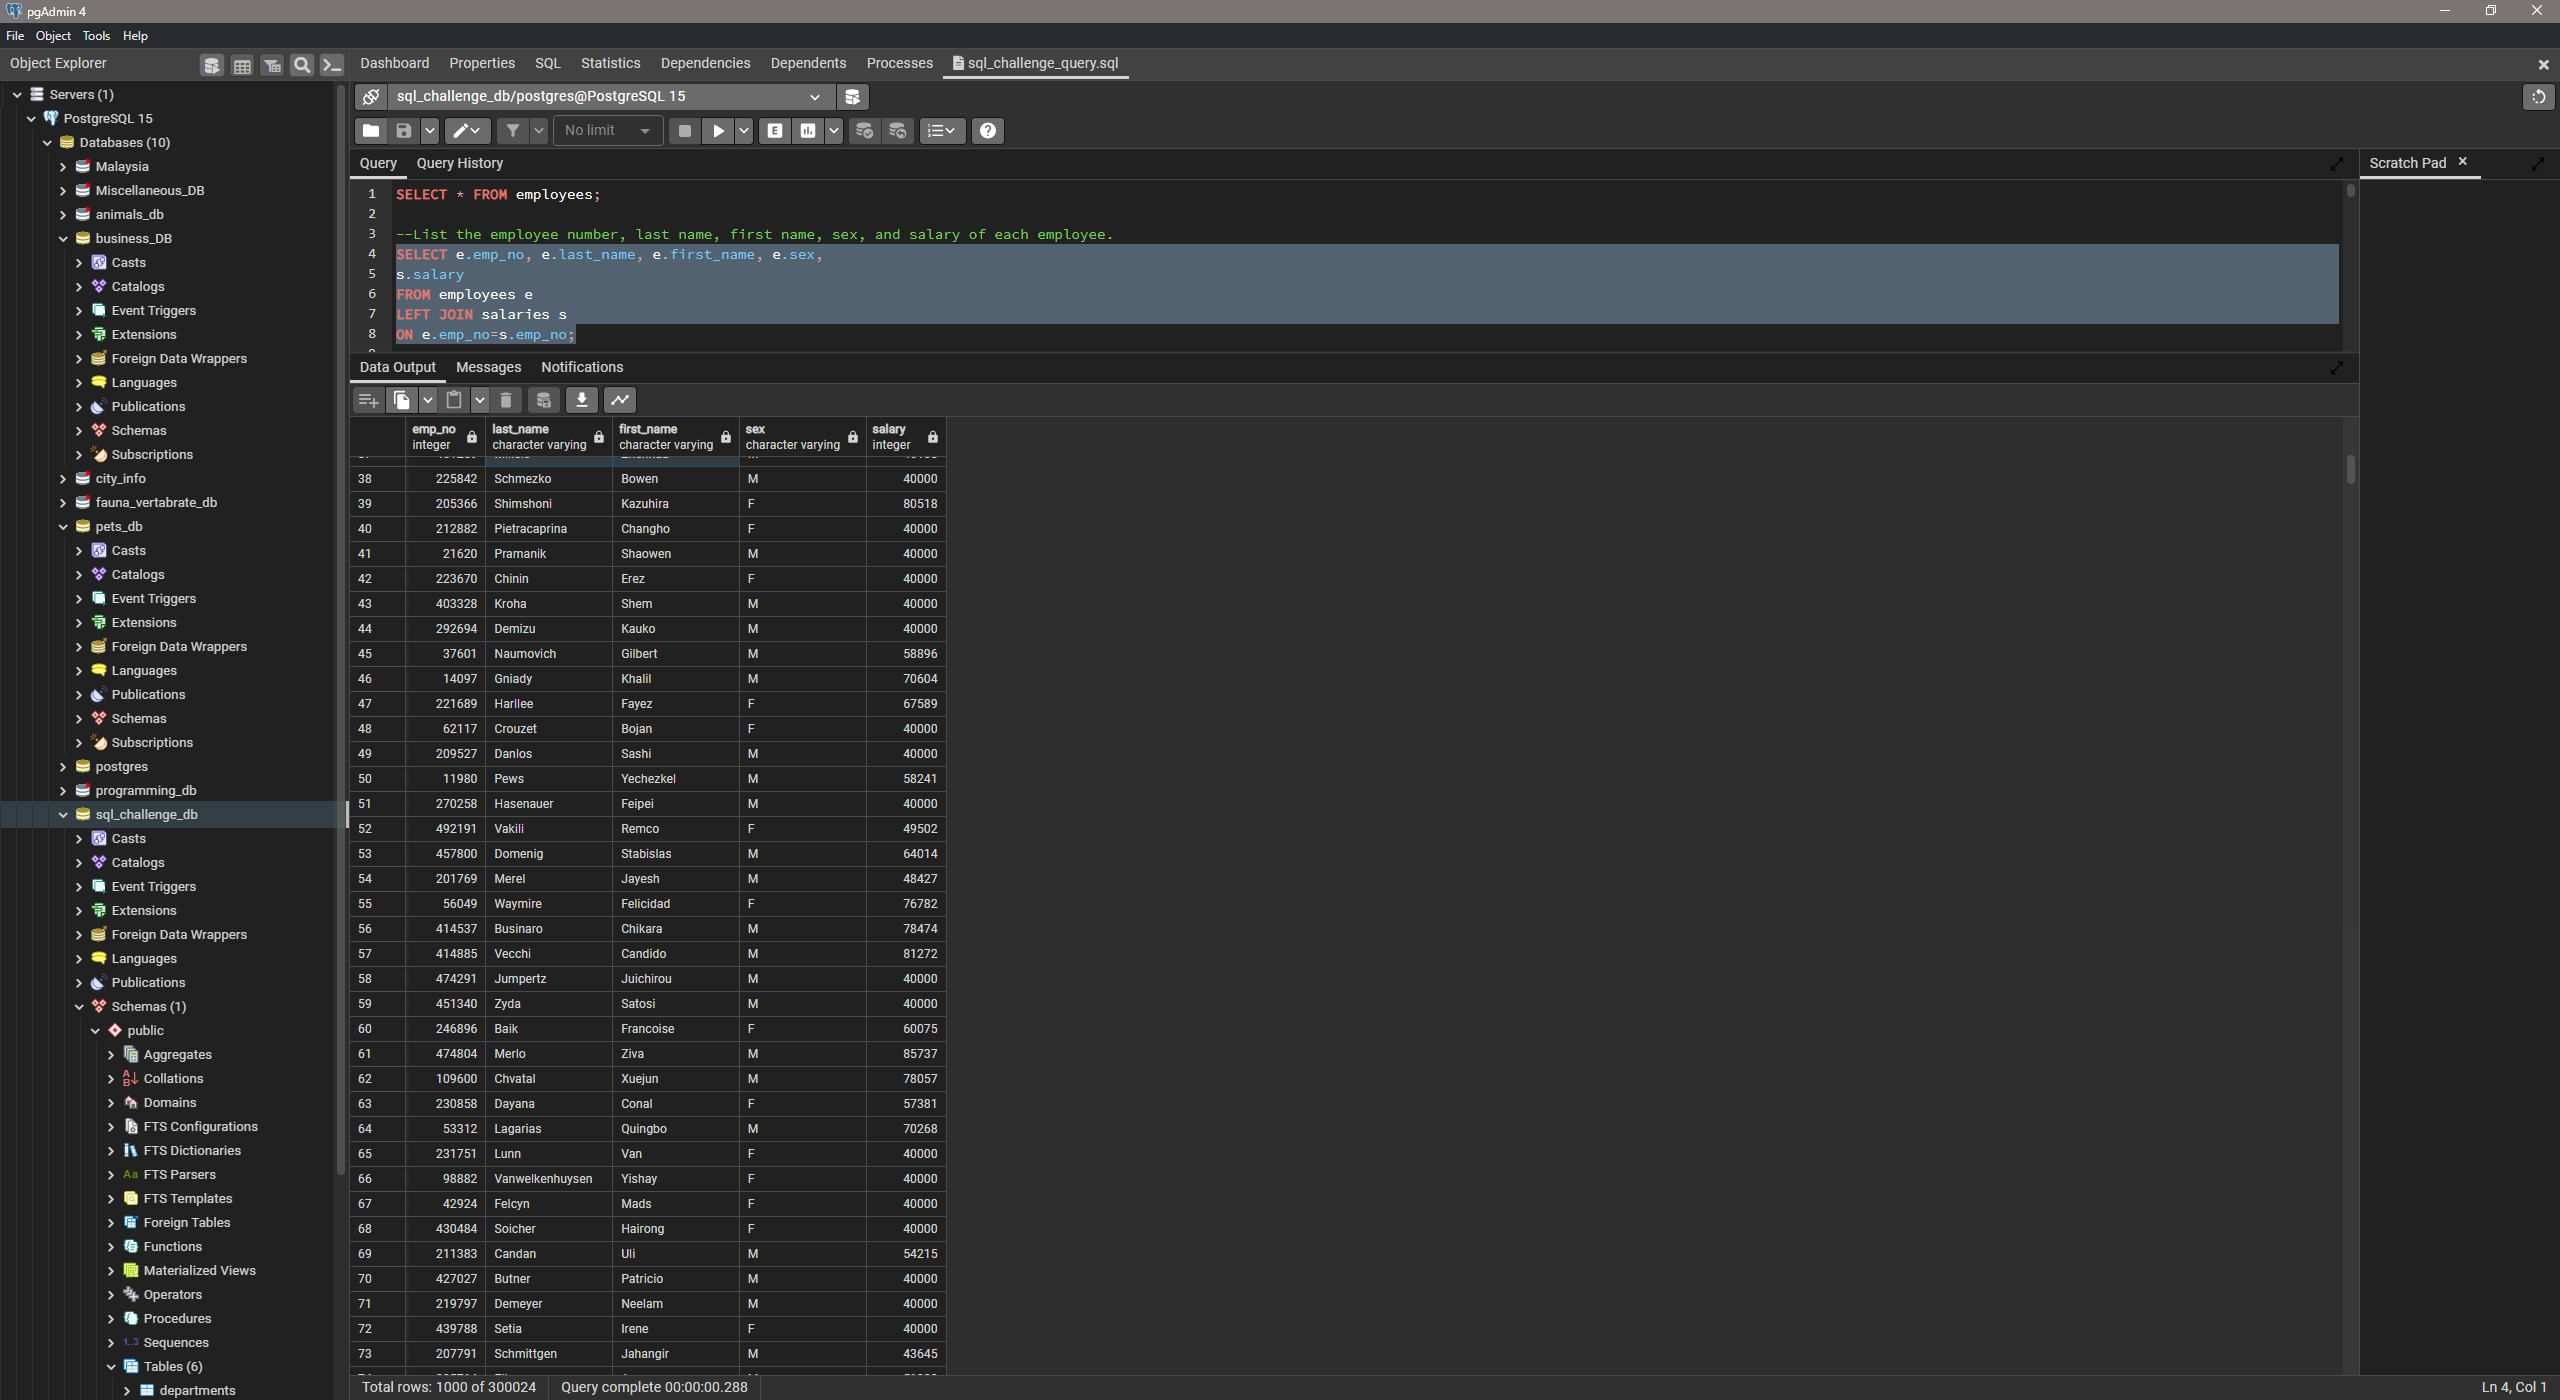 pgAdmin 4
File Object Tools Help
Object Explorer
Dashboard Properties SQL Statistics Dependencies Dependents Processes sql_challenge_query.sql
Servers (1)
PostgreSQL 15
Databases (10)
Malaysia
Miscellaneous_DB
animals_db
business_DB
Casts
Catalogs
Event Triggers
Extensions
Foreign Data Wrappers
Languages
Publications
Schemas
Subscriptions
city_info
fauna_vertabrate_db
pets_db
Casts
Catalogs
Event Triggers
Extensions
Foreign Data Wrappers
Languages
Publications
Schemas
Subscriptions
postgres
programming_db
sql_challenge_db
Casts
Catalogs
Event Triggers
Extensions
Foreign Data Wrappers
Languages
Publications
Schemas (1)
public
Aggregates
Collations
Domains
FTS Configurations
FTS Dictionaries
FTS Parsers
FTS Templates
Foreign Tables
Functions
Materialized Views
Operators
Procedures
1..3 Sequences
Tables (6)
departments
sql_challenge_db/postgres@PostgreSQL 15
No limit
E
Query Query History
Scratch Pad
1 SELECT * FROM employees;
2
3 --List the employee number, last name, first name, sex, and salary of each employee.
4 SELECT e.emp_no, e.last_name, e.first_name, e.sex,
5 s.salary
6 FROM employees e
7 LEFT JOIN salaries s
8 ON e.emp_no=s.emp_no;
Data Output Messages Notifications
emp_no last_name first_name sex salary
integer character varying character varying character varying integer
38 225842 Schmezko Bowen M 40000
39 205366 Shimshoni Kazuhira F 80518
40 212882 Pietracaprina Changho F 40000
41 21620 Pramanik Shaowen M 40000
42 223670 Chinin Erez F 40000
43 403328 Kroha Shem M 40000
44 292694 Demizu Kauko M 40000
45 37601 Naumovich Gilbert M 58896
46 14097 Gniady Khalil M 70604
47 221689 Harllee Fayez F 67589
48 62117 Crouzet Bojan F 40000
49 209527 Danlos Sashi M 40000
50 11980 Pews Yechezkel M 58241
51 270258 Hasenauer Feipei M 40000
52 492191 Vakili Remco F 49502
53 457800 Domenig Stabislas M 64014
54 201769 Merel Jayesh M 48427
55 56049 Waymire Felicidad F 76782
56 414537 Businaro Chikara M 78474
57 414885 Vecchi Candido M 81272
58 474291 Jumpertz Juichirou M 40000
59 451340 Zyda Satosi M 40000
60 246896 Baik Francoise F 60075
61 474804 Merlo Ziva M 85737
62 109600 Chvatal Xuejun M 78057
63 230858 Dayana Conal F 57381
64 53312 Lagarias Quingbo M 70268
65 231751 Lunn Van F 40000
66 98882 Vanwelkenhuysen Yishay F 40000
67 42924 Felcyn Mads F 40000
68 430484 Soicher Hairong F 40000
69 211383 Candan Uli M 54215
70 427027 Butner Patricio M 40000
71 219797 Demeyer Neelam M 40000
72 439788 Setia Irene F 40000
73 207791 Schmittgen Jahangir M 43645
Total rows: 1000 of 300024 Query complete 00:00:00.288
Ln 4, Col 1